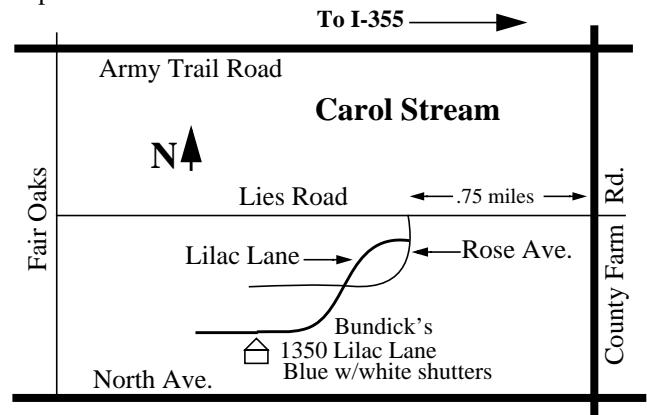 To I-355
Army Trail Road
Carol Stream
N
Fair Oaks
Lies Road
.75 miles
County Farm Rd.
Lilac Lane
Rose Ave.
Bundick's
1350 Lilac Lane
Blue w/white shutters
North Ave.